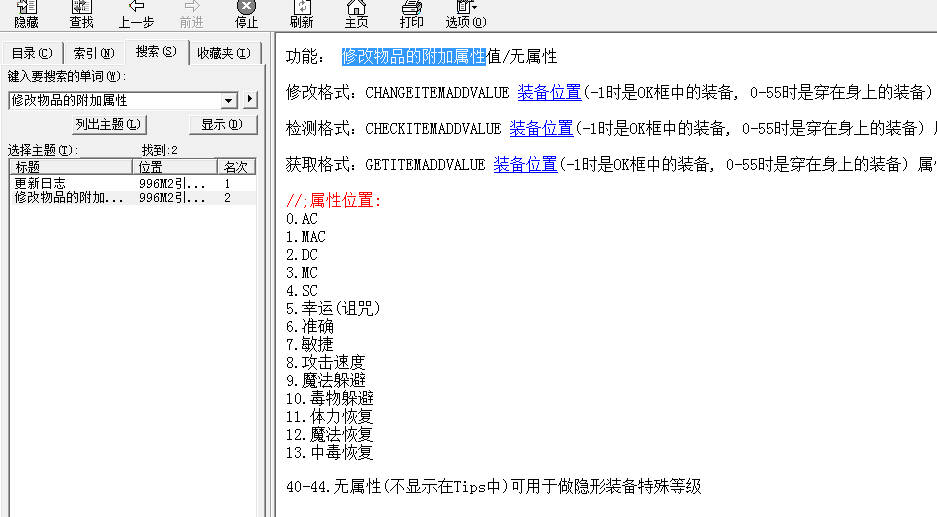 隐藏 查找 上一步 前进 停止 刷新 主页 打印 选项(O)
目录(C) 索引(N) 搜索(S) 收藏夹(I)
键入要搜索的单词(W):
修改物品的附加属性
列出主题(L) 显示(D)
选择主题(T): 找到:2
标题 位置 名次
更新日志 996M2引... 1
修改物品的附加... 996M2引... 2
功能: 修改物品的附加属性值/无属性
修改格式: CHANGEITEMADDVALUE 装备位置(-1时是OK框中的装备, 0-55时是穿在身上的装备)
检测格式: CHECKITEMADDVALUE 装备位置(-1时是OK框中的装备, 0-55时是穿在身上的装备)
获取格式: GETITEMADDVALUE 装备位置(-1时是OK框中的装备, 0-55时是穿在身上的装备) 属
//;属性位置:
0.AC
1.MAC
2.DC
3.MC
4.SC
5.幸运(诅咒)
6.准确
7.敏捷
8.攻击速度
9.魔法躲避
10.毒物躲避
11.体力恢复
12.魔法恢复
13.中毒恢复
40-44.无属性(不显示在Tips中)可用于做隐形装备特殊等级